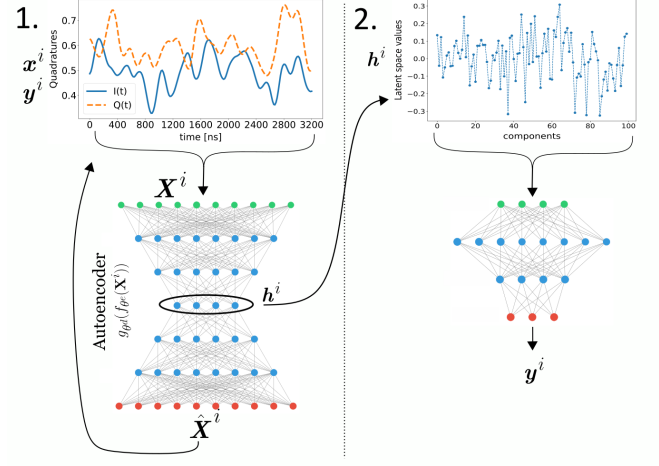 1.
x^i
y^i
Quadratures
0.7
0.6
0.5
0.4
I(t)
Q(t)
0 400 800 1200 1600 2000 2400 2800 3200
time [ns]
X^i
Autoencoder
g_{θ^d}(f_{θ^e}(X^i))
h^i
X̂^i
2.
h^i
Latent space values
0.3
0.2
0.1
0.0
−0.1
−0.2
−0.3
0 20 40 60 80 100
components
y^i